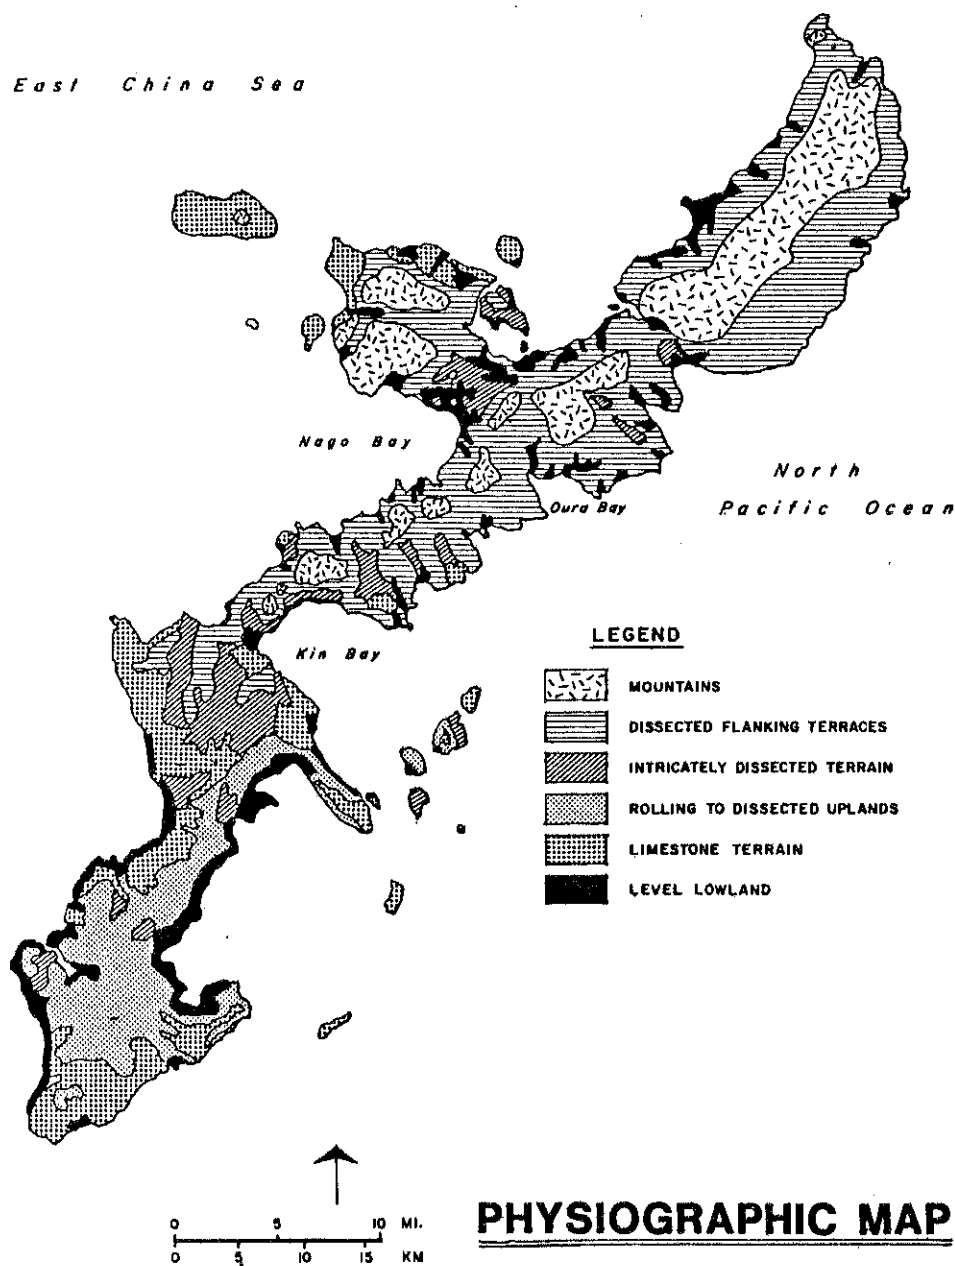 East China Sea
Nago Bay
North
Pacific Ocean
Oura Bay
LEGEND
Kin Bay
MOUNTAINS
DISSECTED FLANKING TERRACES
INTRICATELY DISSECTED TERRAIN
ROLLING TO DISSECTED UPLANDS
LIMESTONE TERRAIN
LEVEL LOWLAND
0 5 10 MI.
0 5 10 15 KM
PHYSIOGRAPHIC MAP